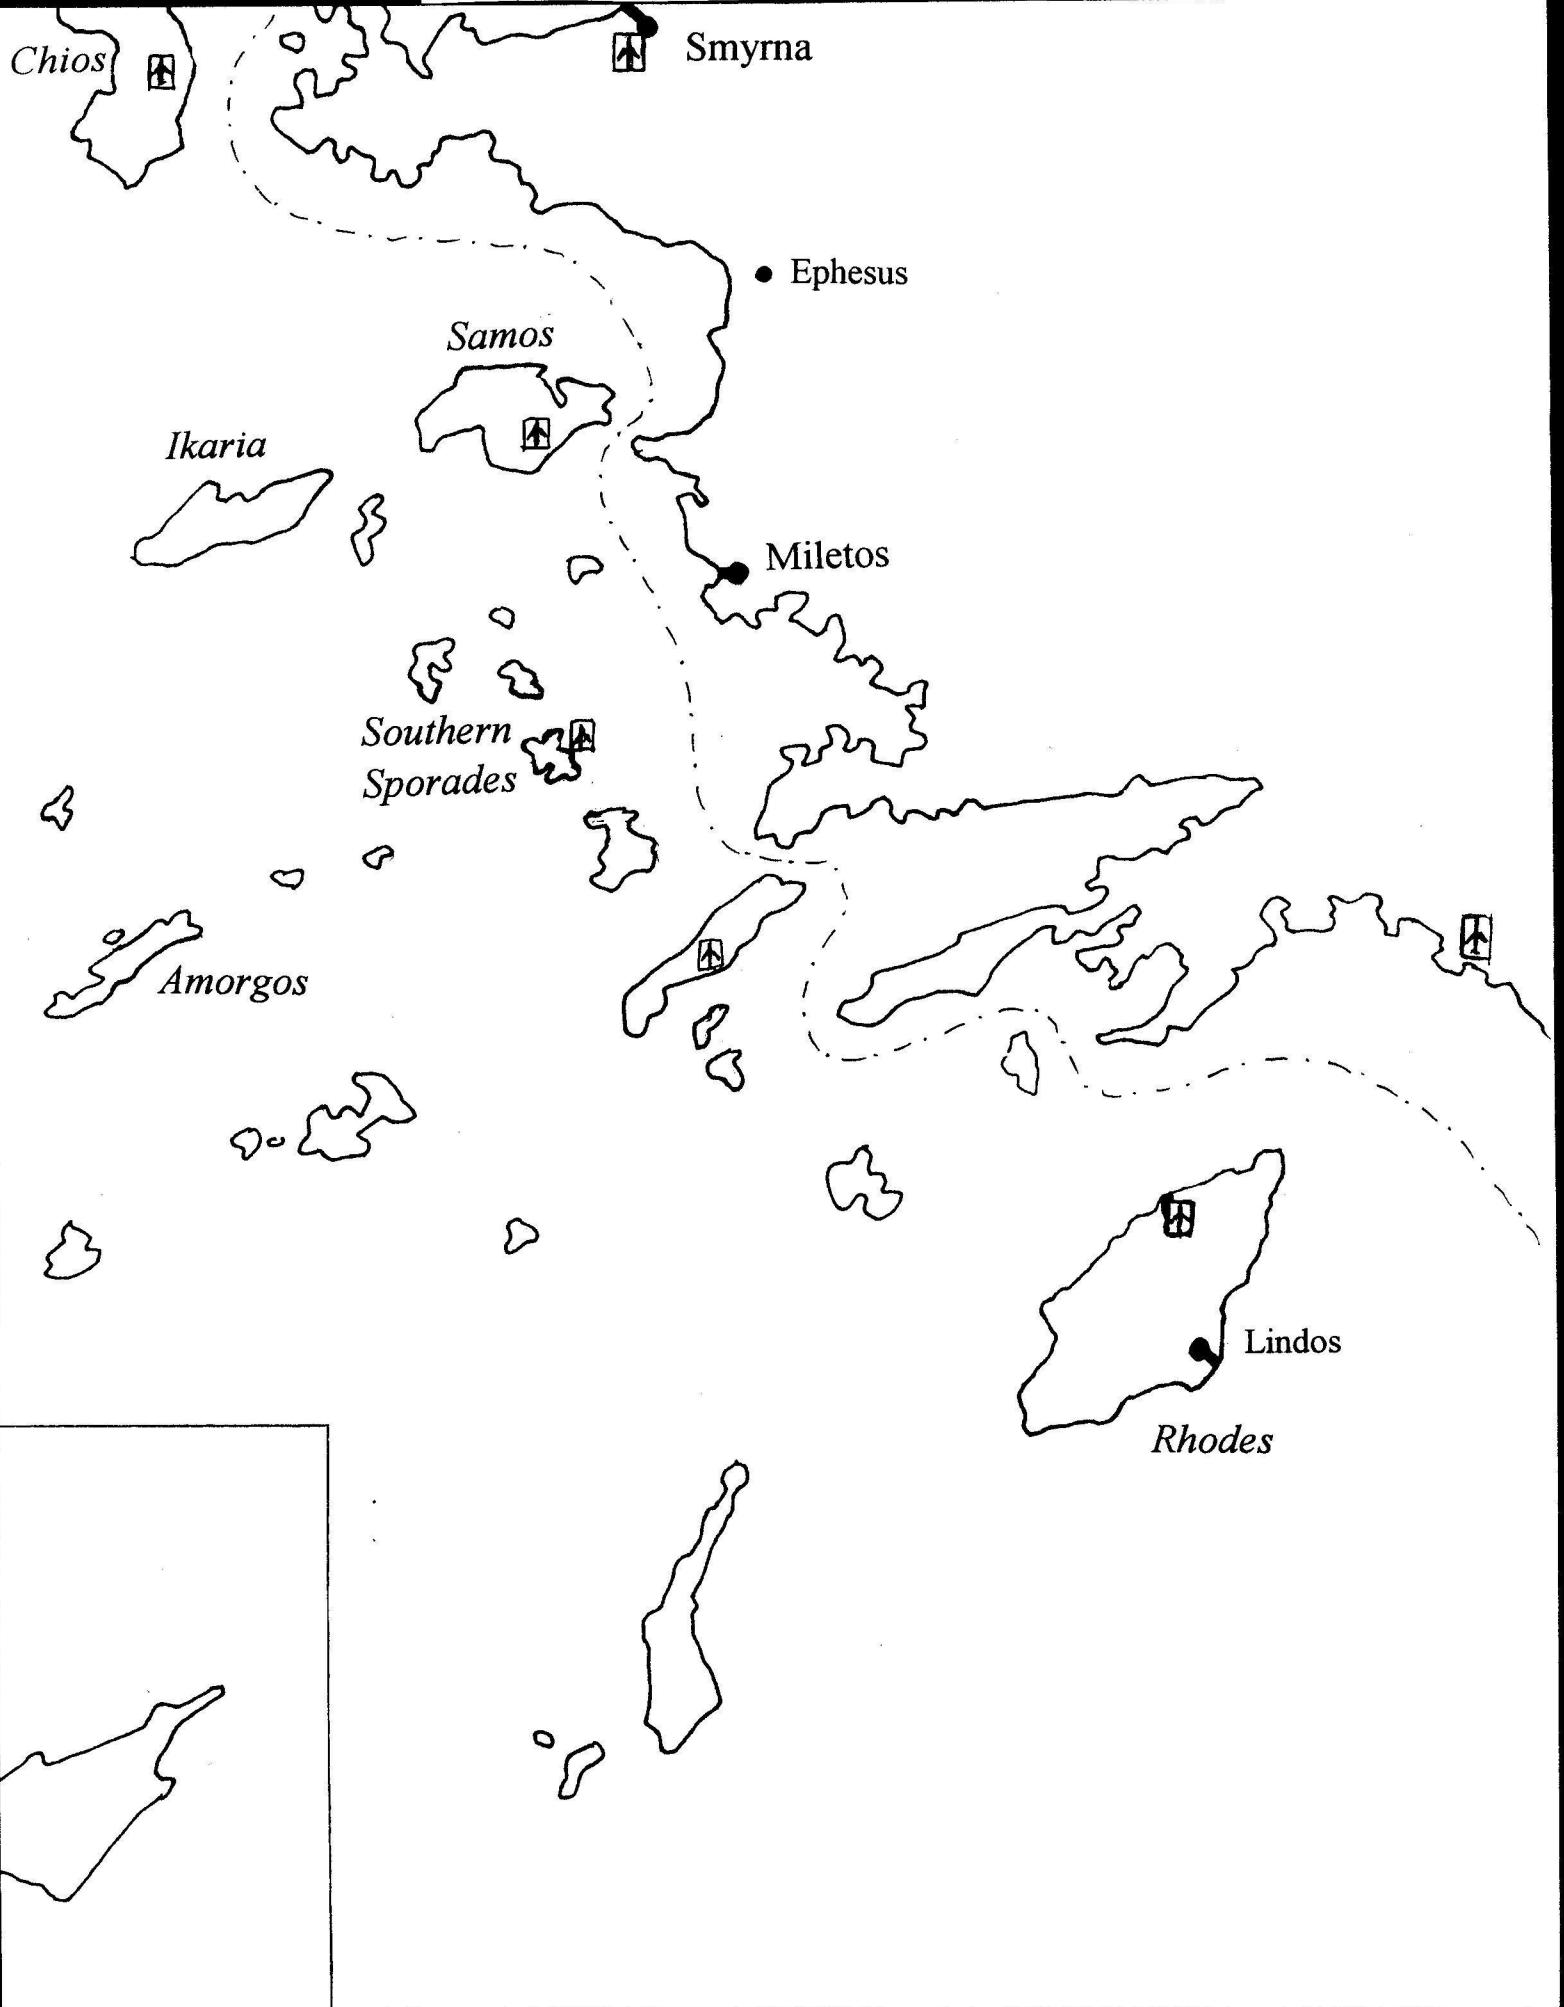 Chios
Smyrna
Ephesus
Samos
Ikaria
Miletos
Southern
Sporades
Amorgos
Lindos
Rhodes